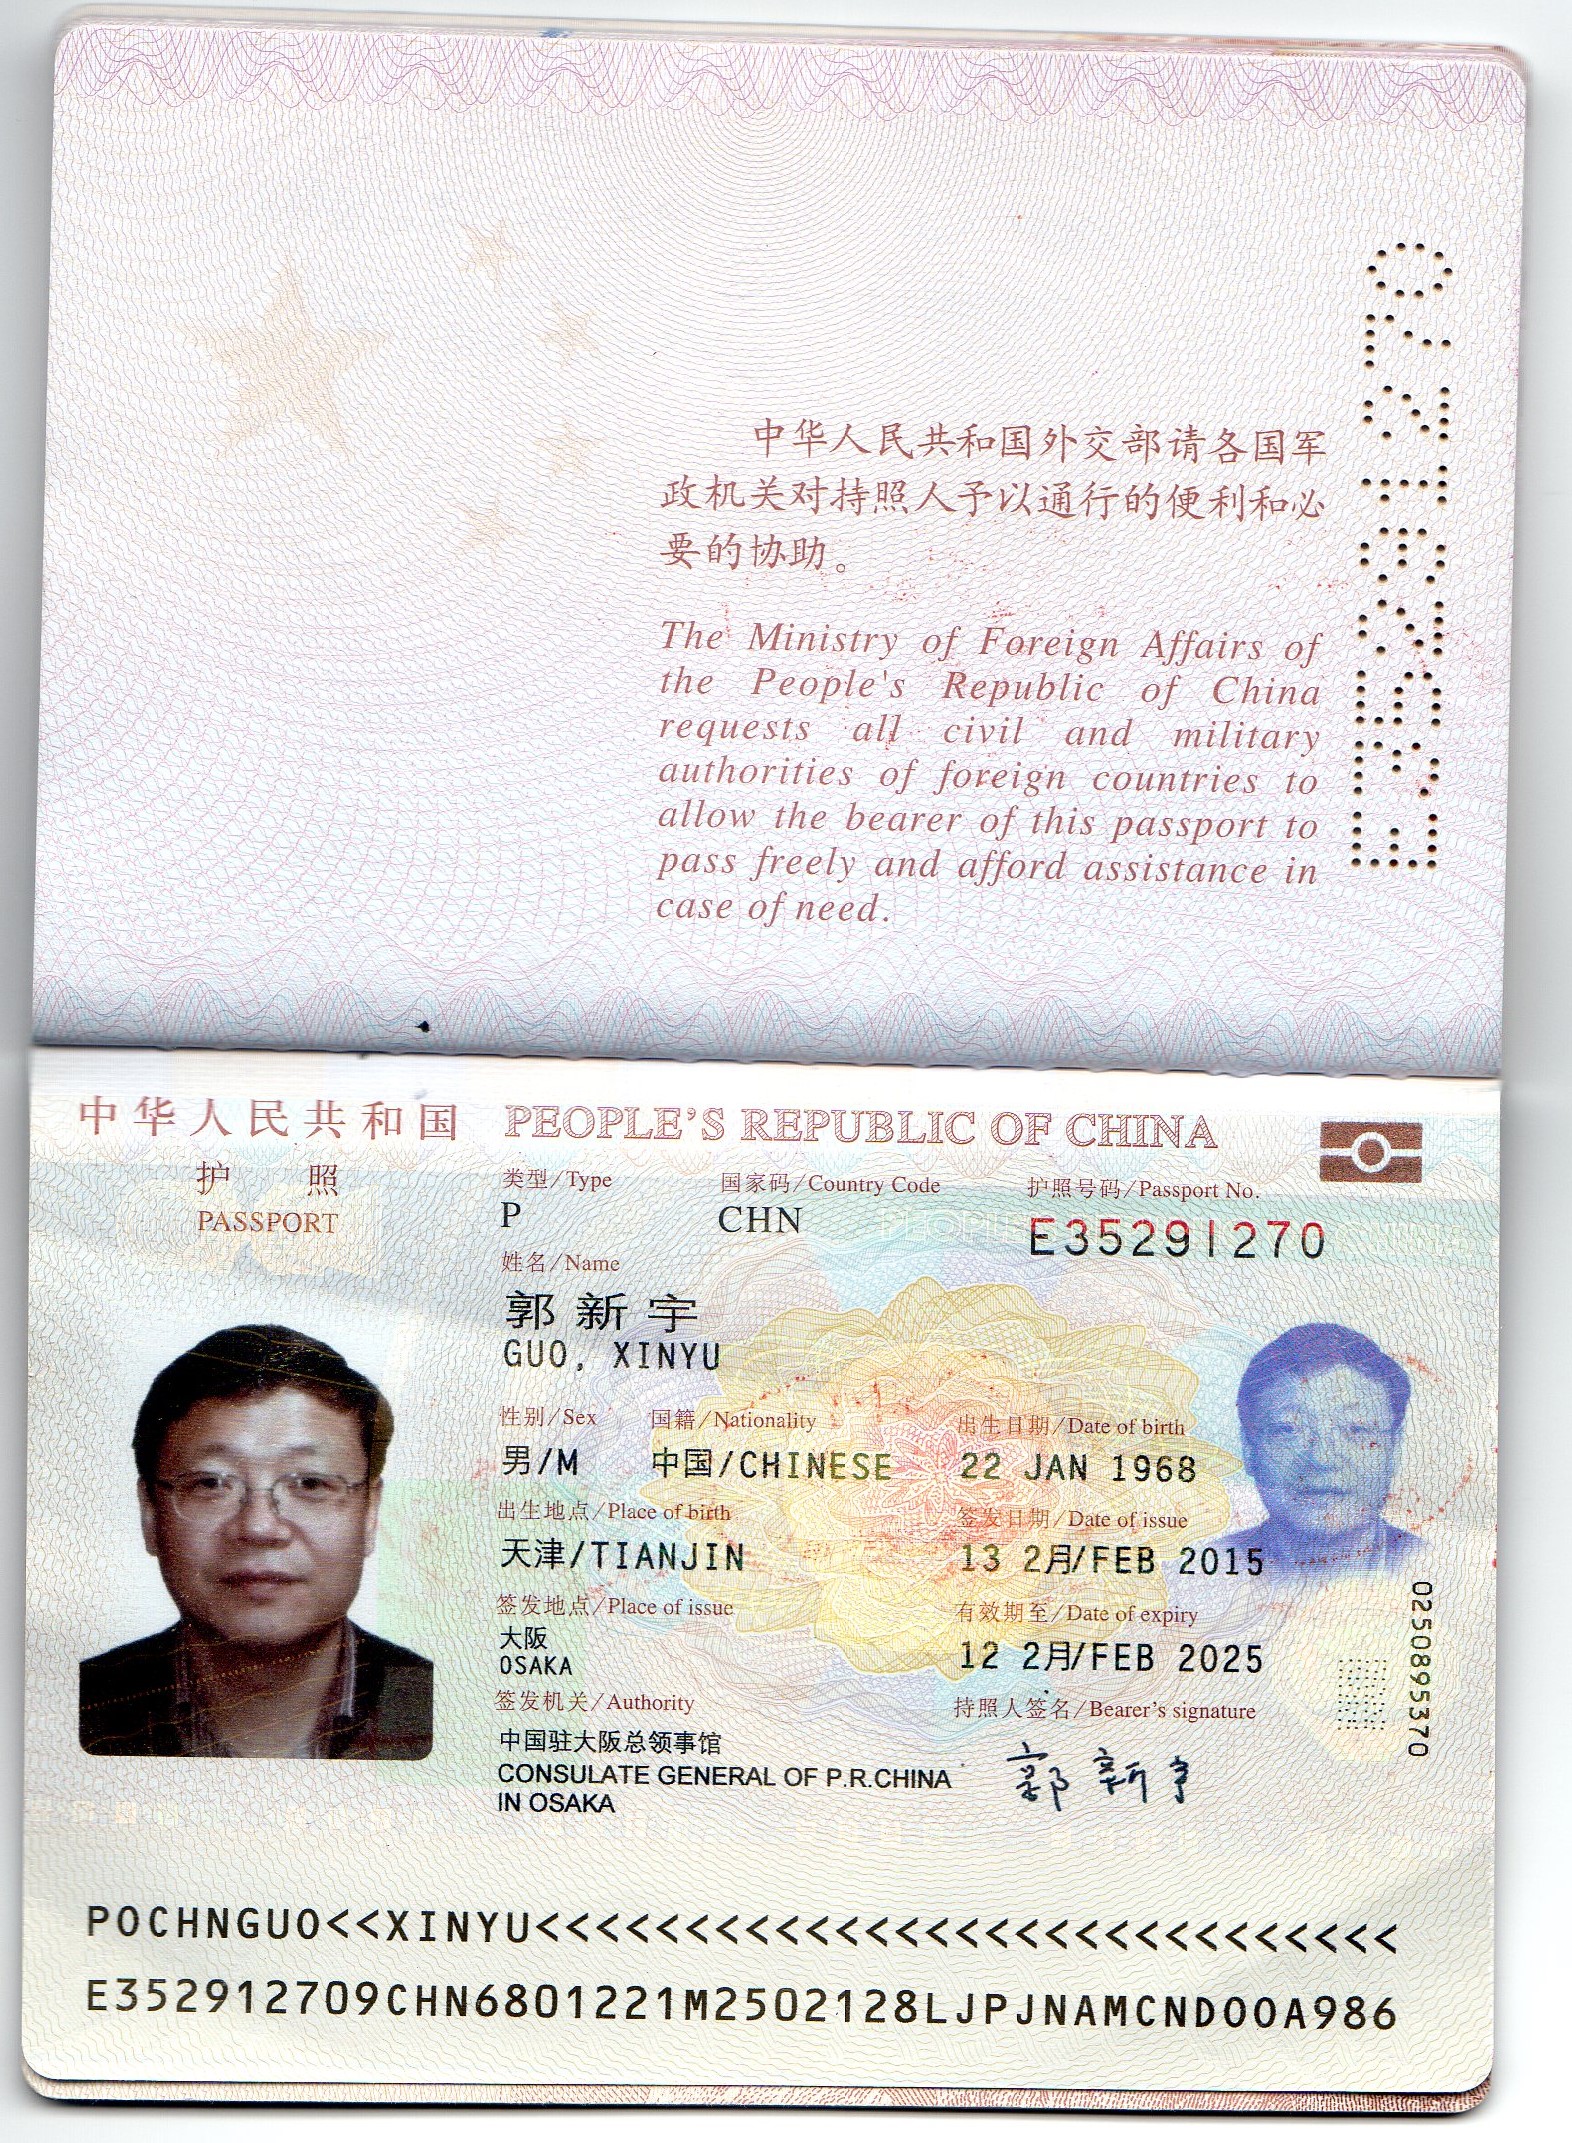 E35291270
中华人民共和国外交部请各国军
政机关对持照人予以通行的便利和必
要的协助。
The Ministry of Foreign Affairs of
the People's Republic of China
requests all civil and military
authorities of foreign countries to
allow the bearer of this passport to
pass freely and afford assistance in
case of need.
中华人民共和国 PEOPLE'S REPUBLIC OF CHINA
护 照
PASSPORT
类型/Type 国家码/Country Code 护照号码/Passport No.
P CHN E35291270
姓名/Name
郭新宇
GUO, XINYU
性别/Sex 国籍/Nationality 出生日期/Date of birth
男/M 中国/CHINESE 22 JAN 1968
出生地点/Place of birth 签发日期/Date of issue
天津/TIANJIN 13 2月/FEB 2015
签发地点/Place of issue 有效期至/Date of expiry
大阪
OSAKA 12 2月/FEB 2025
签发机关/Authority 持照人签名/Bearer's signature
中国驻大阪总领事馆
CONSULATE GENERAL OF P.R.CHINA
IN OSAKA
郭新宇
0250895370
POCHNGUO<<XINYU<<<<<<<<<<<<<<<<<<<<<<<<<<<<<
E352912709CHN6801221M2502128LJPJNAMCNDOOA986